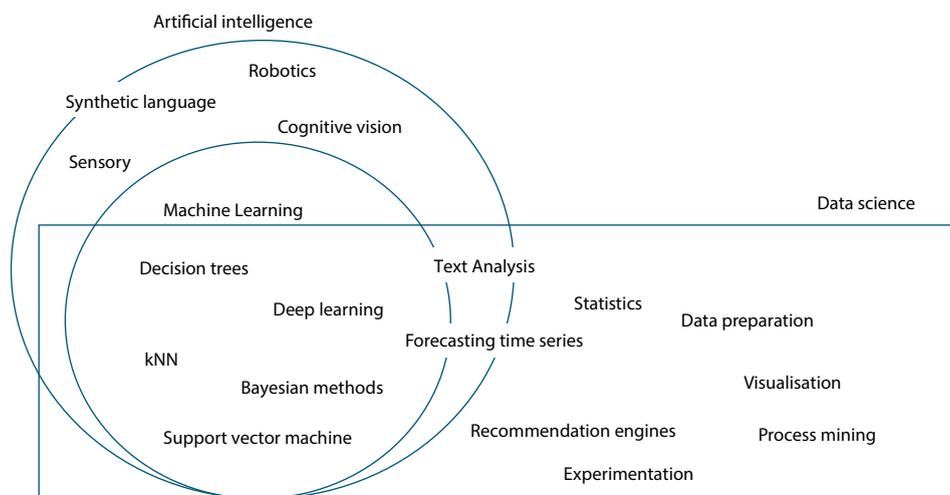 Artificial intelligence
Robotics
Synthetic language
Cognitive vision
Sensory
Data science
Machine Learning
Text Analysis
Decision trees
Statistics
Deep learning
Data preparation
Forecasting time series
kNN
Visualisation
Bayesian methods
Recommendation engines
Process mining
Support vector machine
Experimentation